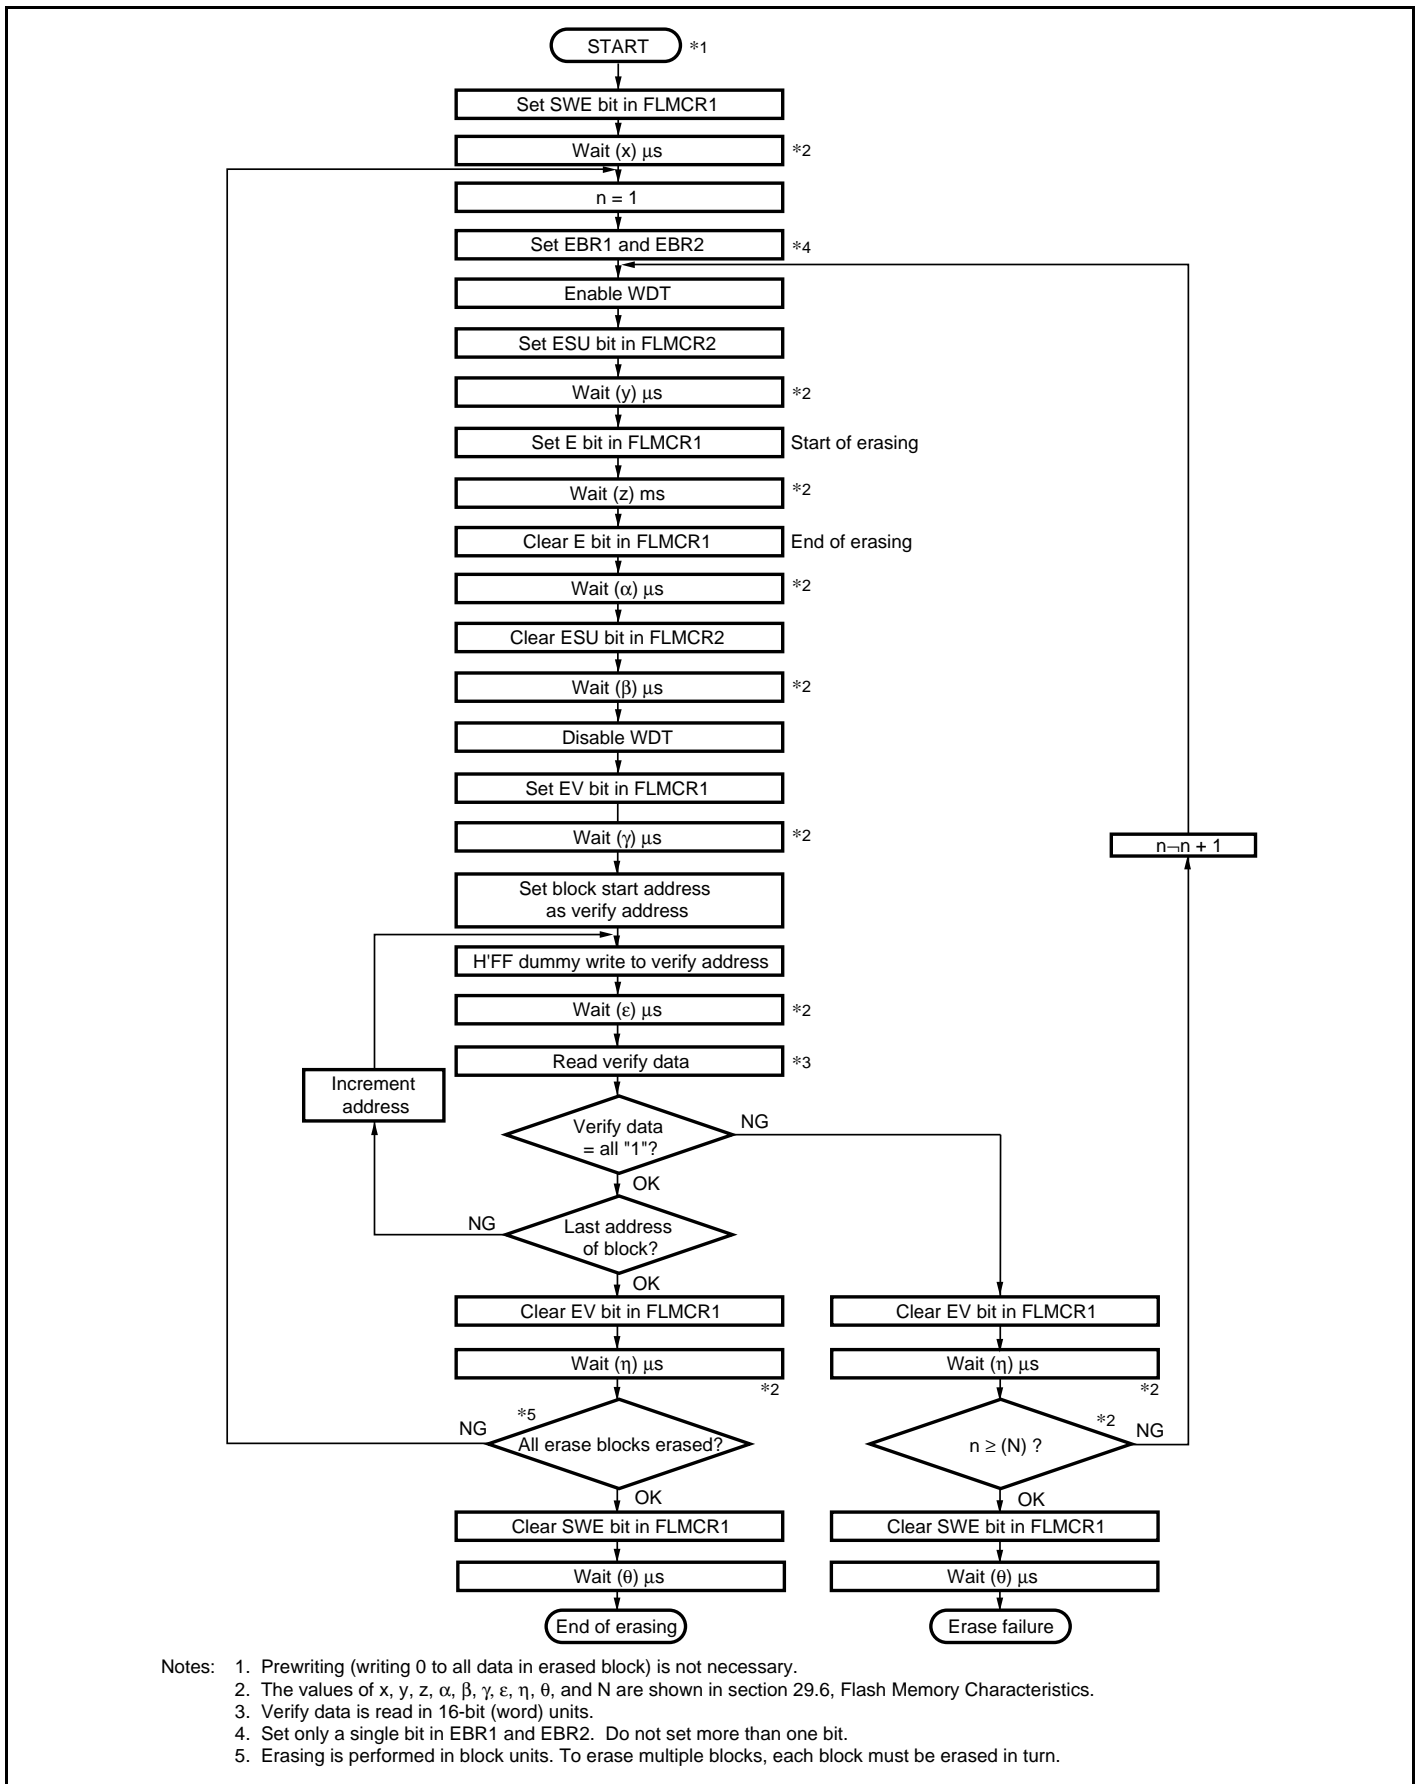 START *1
Set SWE bit in FLMCR1
Wait (x) μs *2
n = 1
Set EBR1 and EBR2 *4
Enable WDT
Set ESU bit in FLMCR2
Wait (y) μs *2
Set E bit in FLMCR1 Start of erasing
Wait (z) ms *2
Clear E bit in FLMCR1 End of erasing
Wait (α) μs *2
Clear ESU bit in FLMCR2
Wait (β) μs *2
Disable WDT
Set EV bit in FLMCR1
Wait (γ) μs *2
n¬n + 1
Set block start address
as verify address
H'FF dummy write to verify address
Wait (ε) μs *2
Read verify data *3
Increment
address
Verify data
= all "1"?
NG
OK
NG
Last address
of block?
OK
Clear EV bit in FLMCR1 Clear EV bit in FLMCR1
Wait (η) μs Wait (η) μs
*2 *2
*5 *2
NG All erase blocks erased? n ≥ (N) ? NG
OK OK
Clear SWE bit in FLMCR1 Clear SWE bit in FLMCR1
Wait (θ) μs Wait (θ) μs
End of erasing Erase failure
Notes: 1. Prewriting (writing 0 to all data in erased block) is not necessary.
2. The values of x, y, z, α, β, γ, ε, η, θ, and N are shown in section 29.6, Flash Memory Characteristics.
3. Verify data is read in 16-bit (word) units.
4. Set only a single bit in EBR1 and EBR2. Do not set more than one bit.
5. Erasing is performed in block units. To erase multiple blocks, each block must be erased in turn.